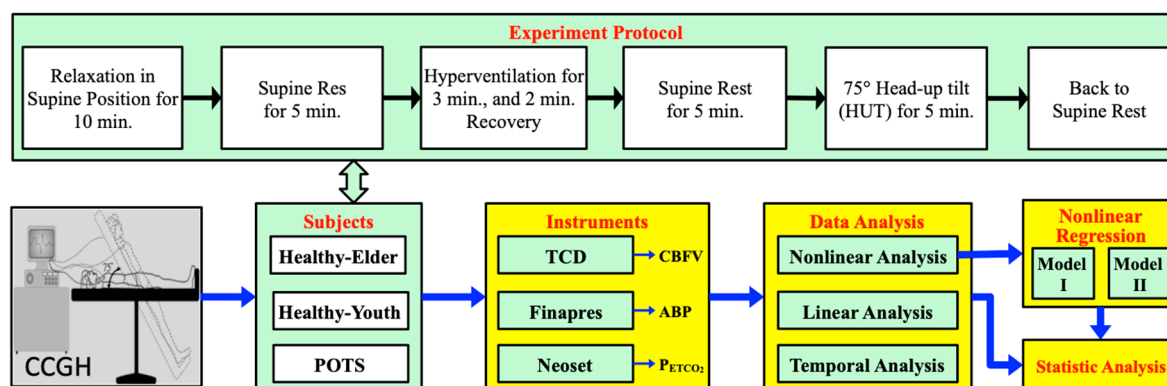 Experiment Protocol
Relaxation in
Supine Position for
10 min.
Supine Res
for 5 min.
Hyperventilation for
3 min., and 2 min.
Recovery
Supine Rest
for 5 min.
75° Head-up tilt
(HUT) for 5 min.
Back to
Supine Rest
75°
CCGH
Subjects
Healthy-Elder
Healthy-Youth
POTS
Instruments
TCD
CBFV
Finapres
ABP
Neoset
PETCO₂
Data Analysis
Nonlinear Analysis
Linear Analysis
Temporal Analysis
Nonlinear
Regression
Model
I
Model
II
Statistic Analysis